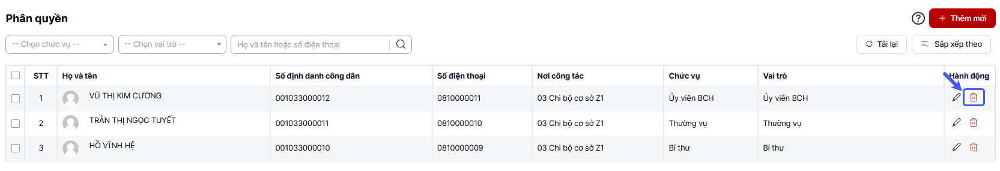 Phân quyền
? + Thêm mới
-- Chọn chức vụ -- -- Chọn vai trò -- Họ và tên hoặc số điện thoại Tải lại Sắp xếp theo
STT Họ và tên Số định danh công dân Số điện thoại Nơi công tác Chức vụ Vai trò Hành động
1 VŨ THỊ KIM CƯƠNG 001033000012 0810000011 03 Chi bộ cơ sở Z1 Ủy viên BCH Ủy viên BCH
2 TRẦN THỊ NGỌC TUYẾT 001033000011 0810000010 03 Chi bộ cơ sở Z1 Thường vụ Thường vụ
3 HỒ VĨNH HỆ 001033000010 0810000009 03 Chi bộ cơ sở Z1 Bí thư Bí thư